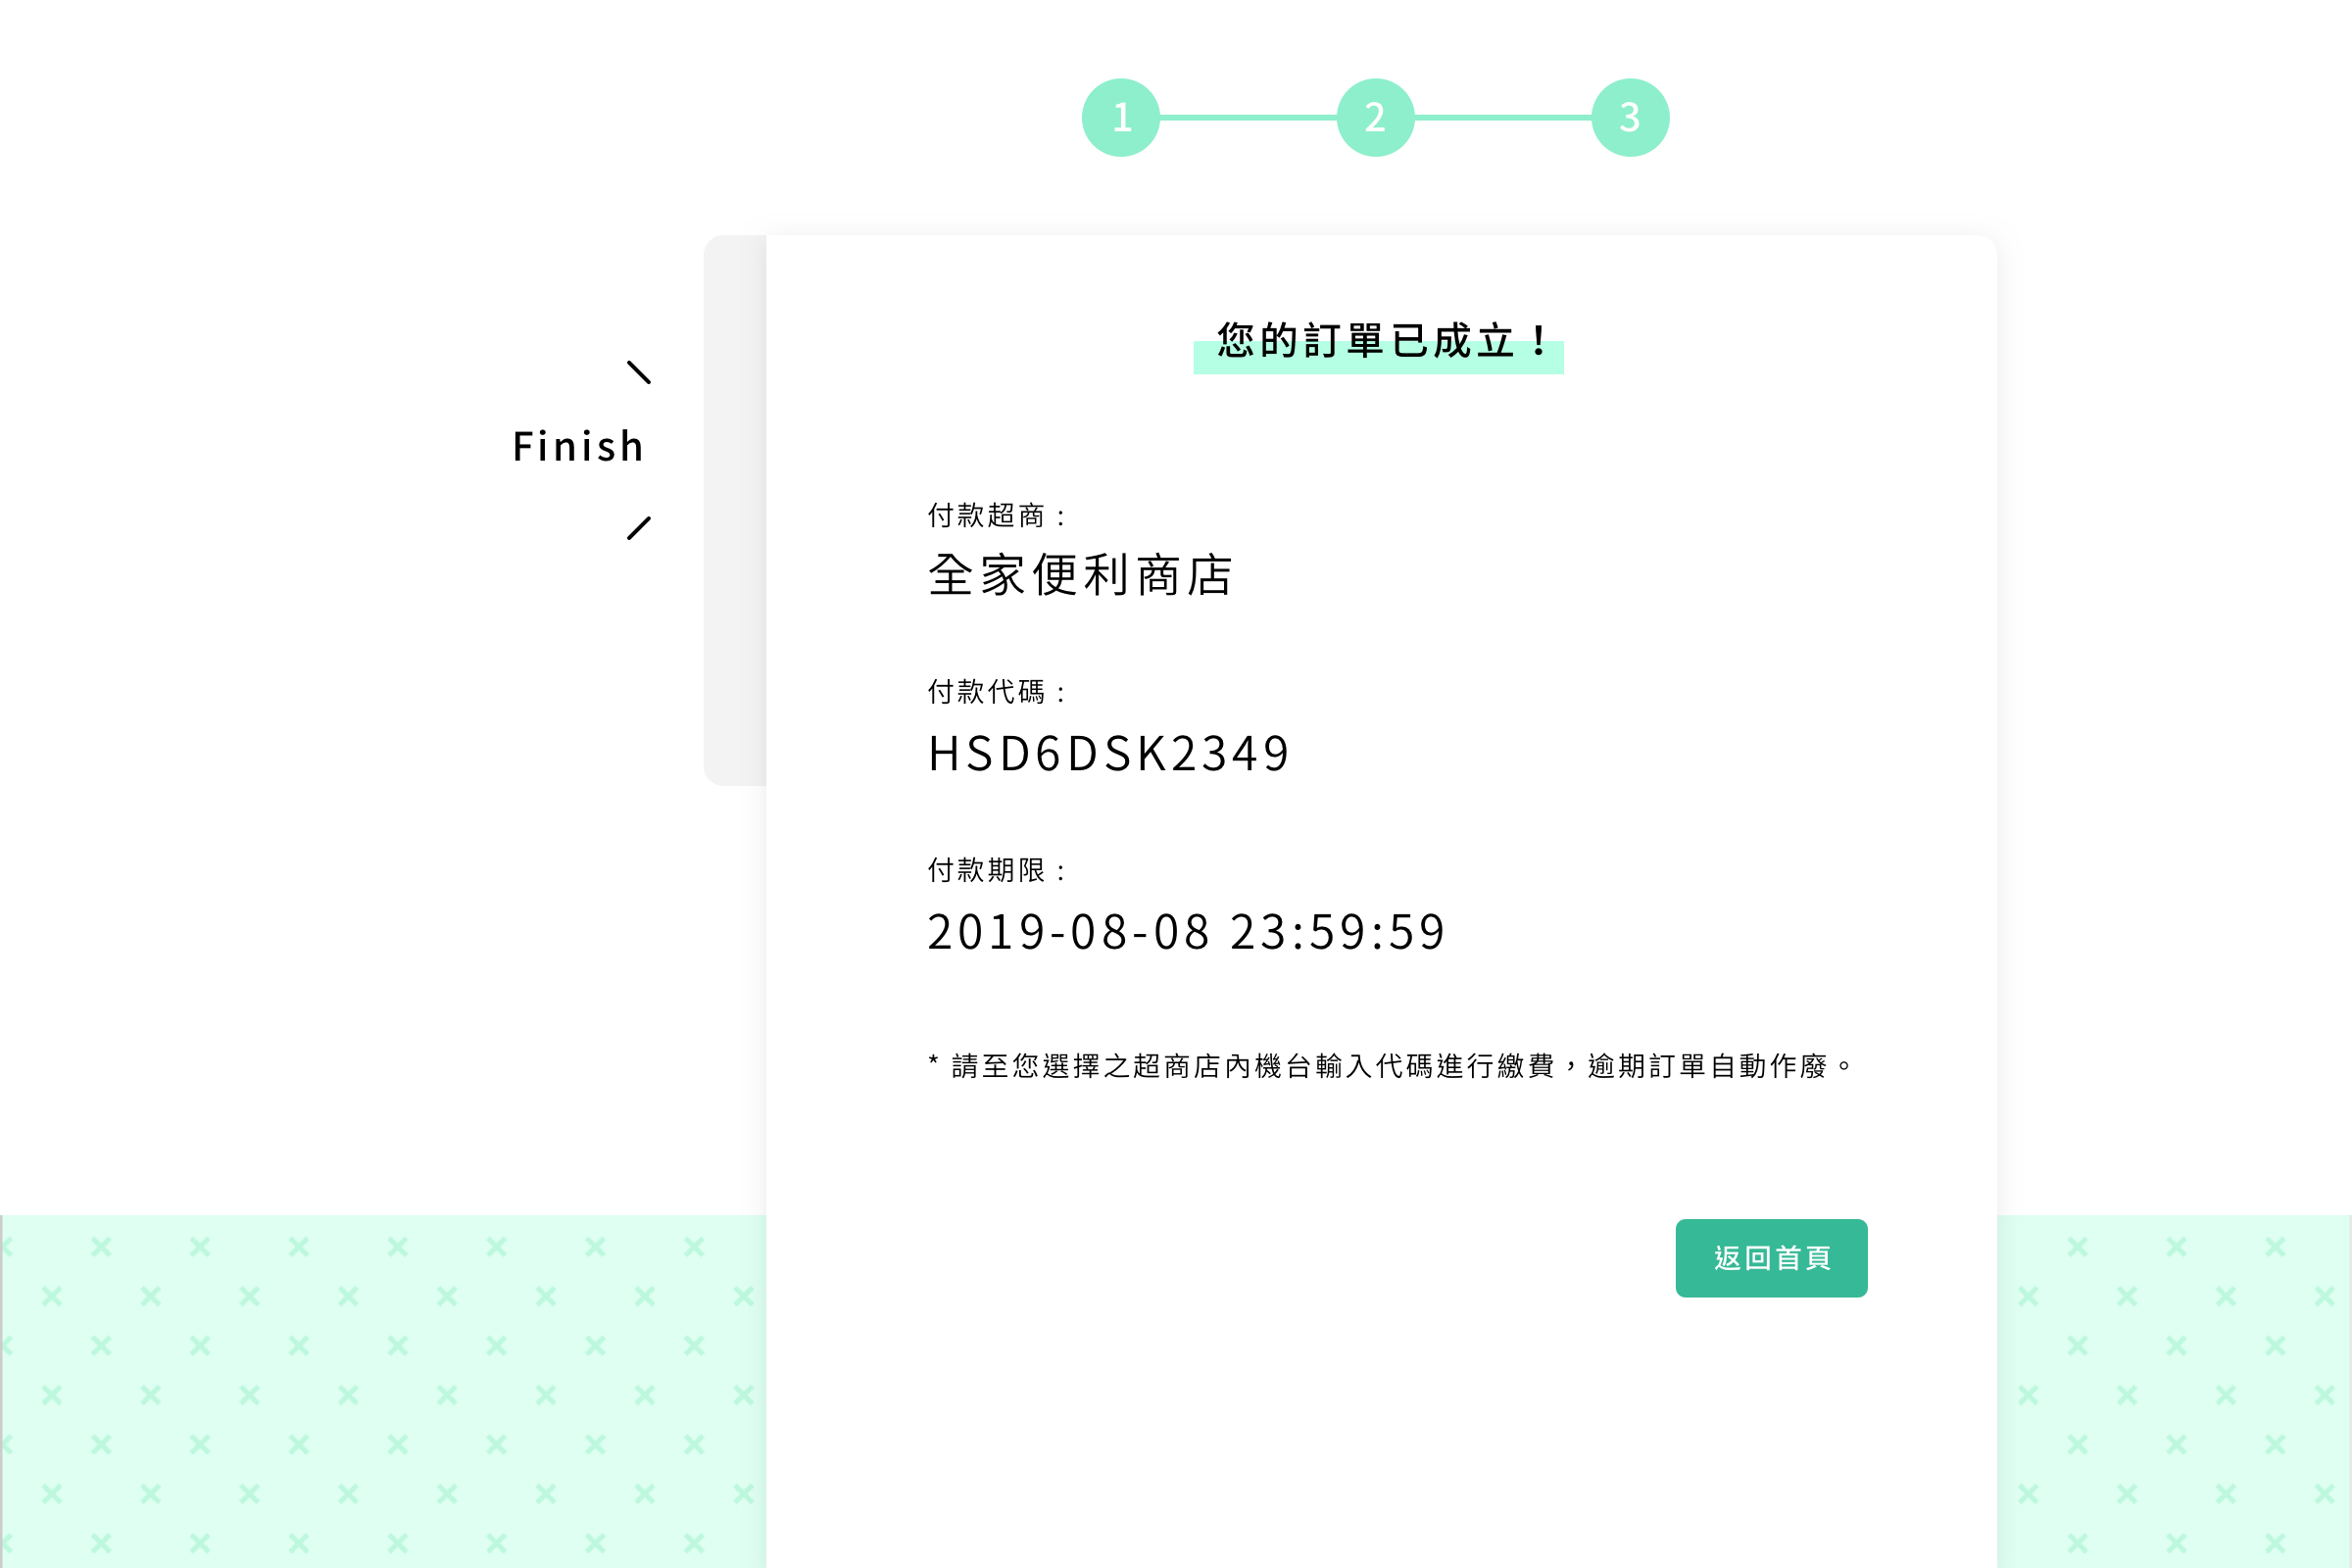 1 2 3
您的訂單已成立！
Finish
付款超商：
全家便利商店
付款代碼：
HSD6DSK2349
付款期限：
2019-08-08 23:59:59
* 請至您選擇之超商店內機台輸入代碼進行繳費，逾期訂單自動作廢。
返回首頁